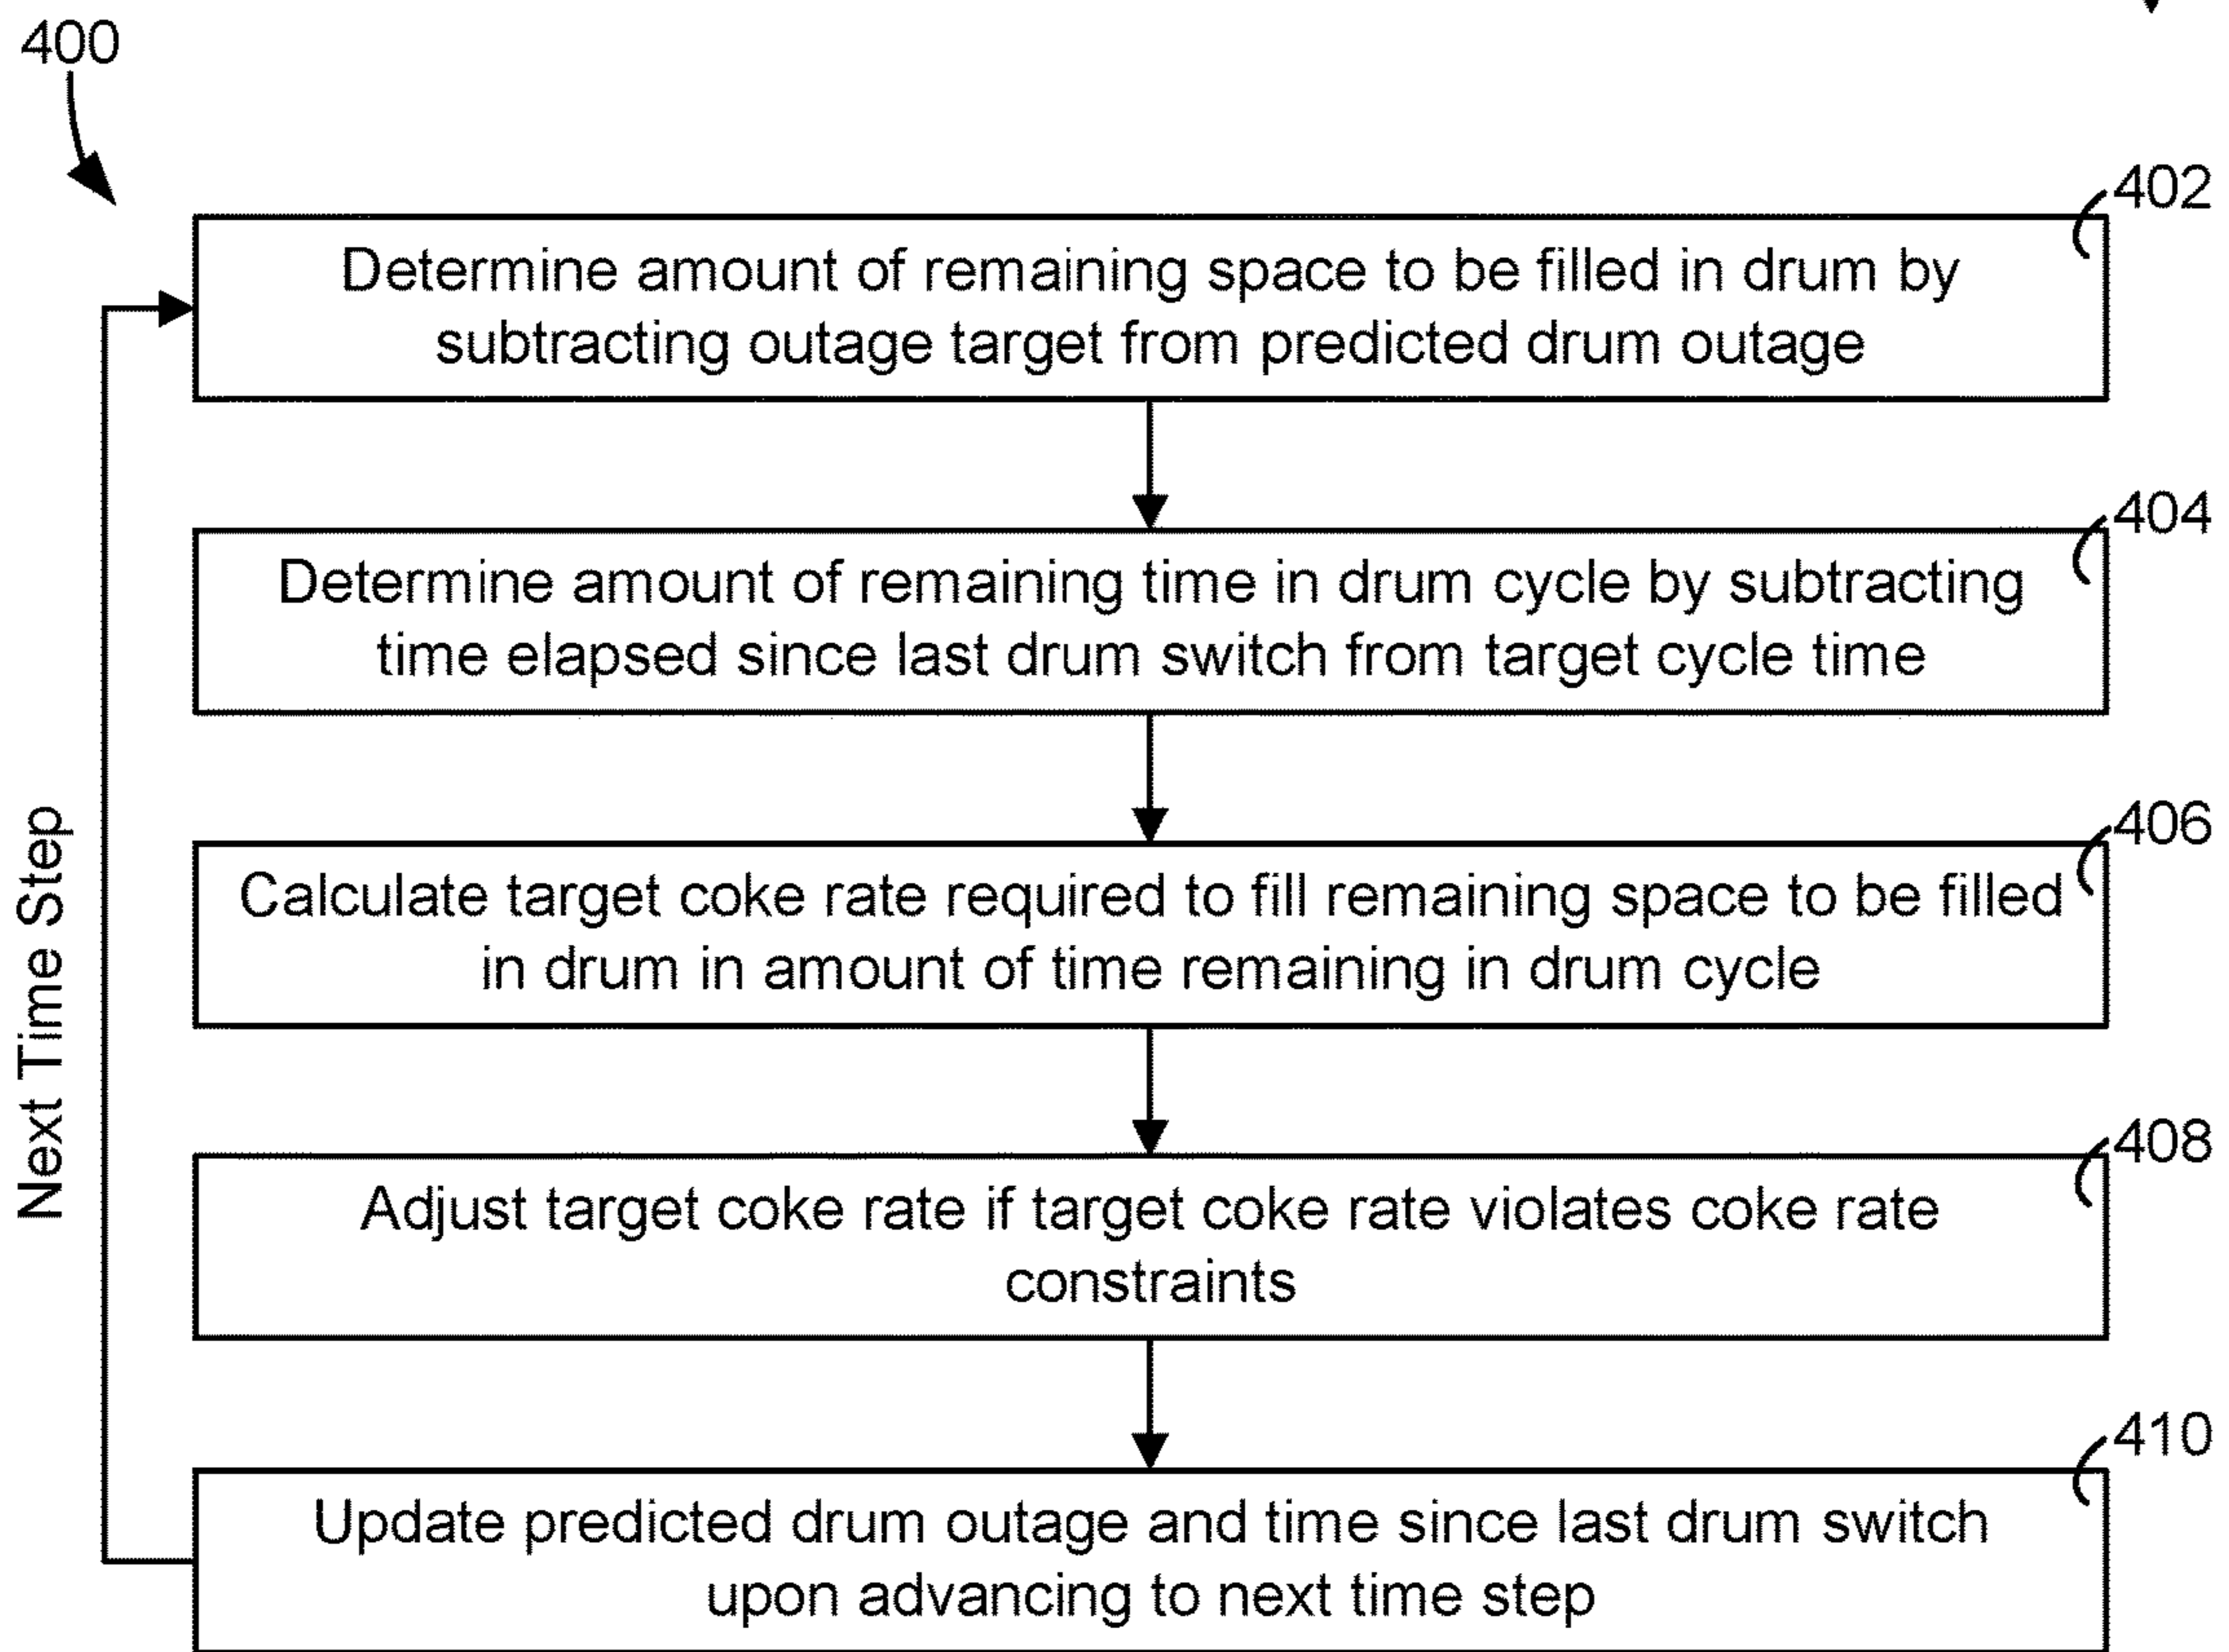 400
402
Determine amount of remaining space to be filled in drum by
subtracting outage target from predicted drum outage
404
Determine amount of remaining time in drum cycle by subtracting
time elapsed since last drum switch from target cycle time
406
Calculate target coke rate required to fill remaining space to be filled
in drum in amount of time remaining in drum cycle
408
Adjust target coke rate if target coke rate violates coke rate
constraints
410
Update predicted drum outage and time since last drum switch
upon advancing to next time step
Next Time Step